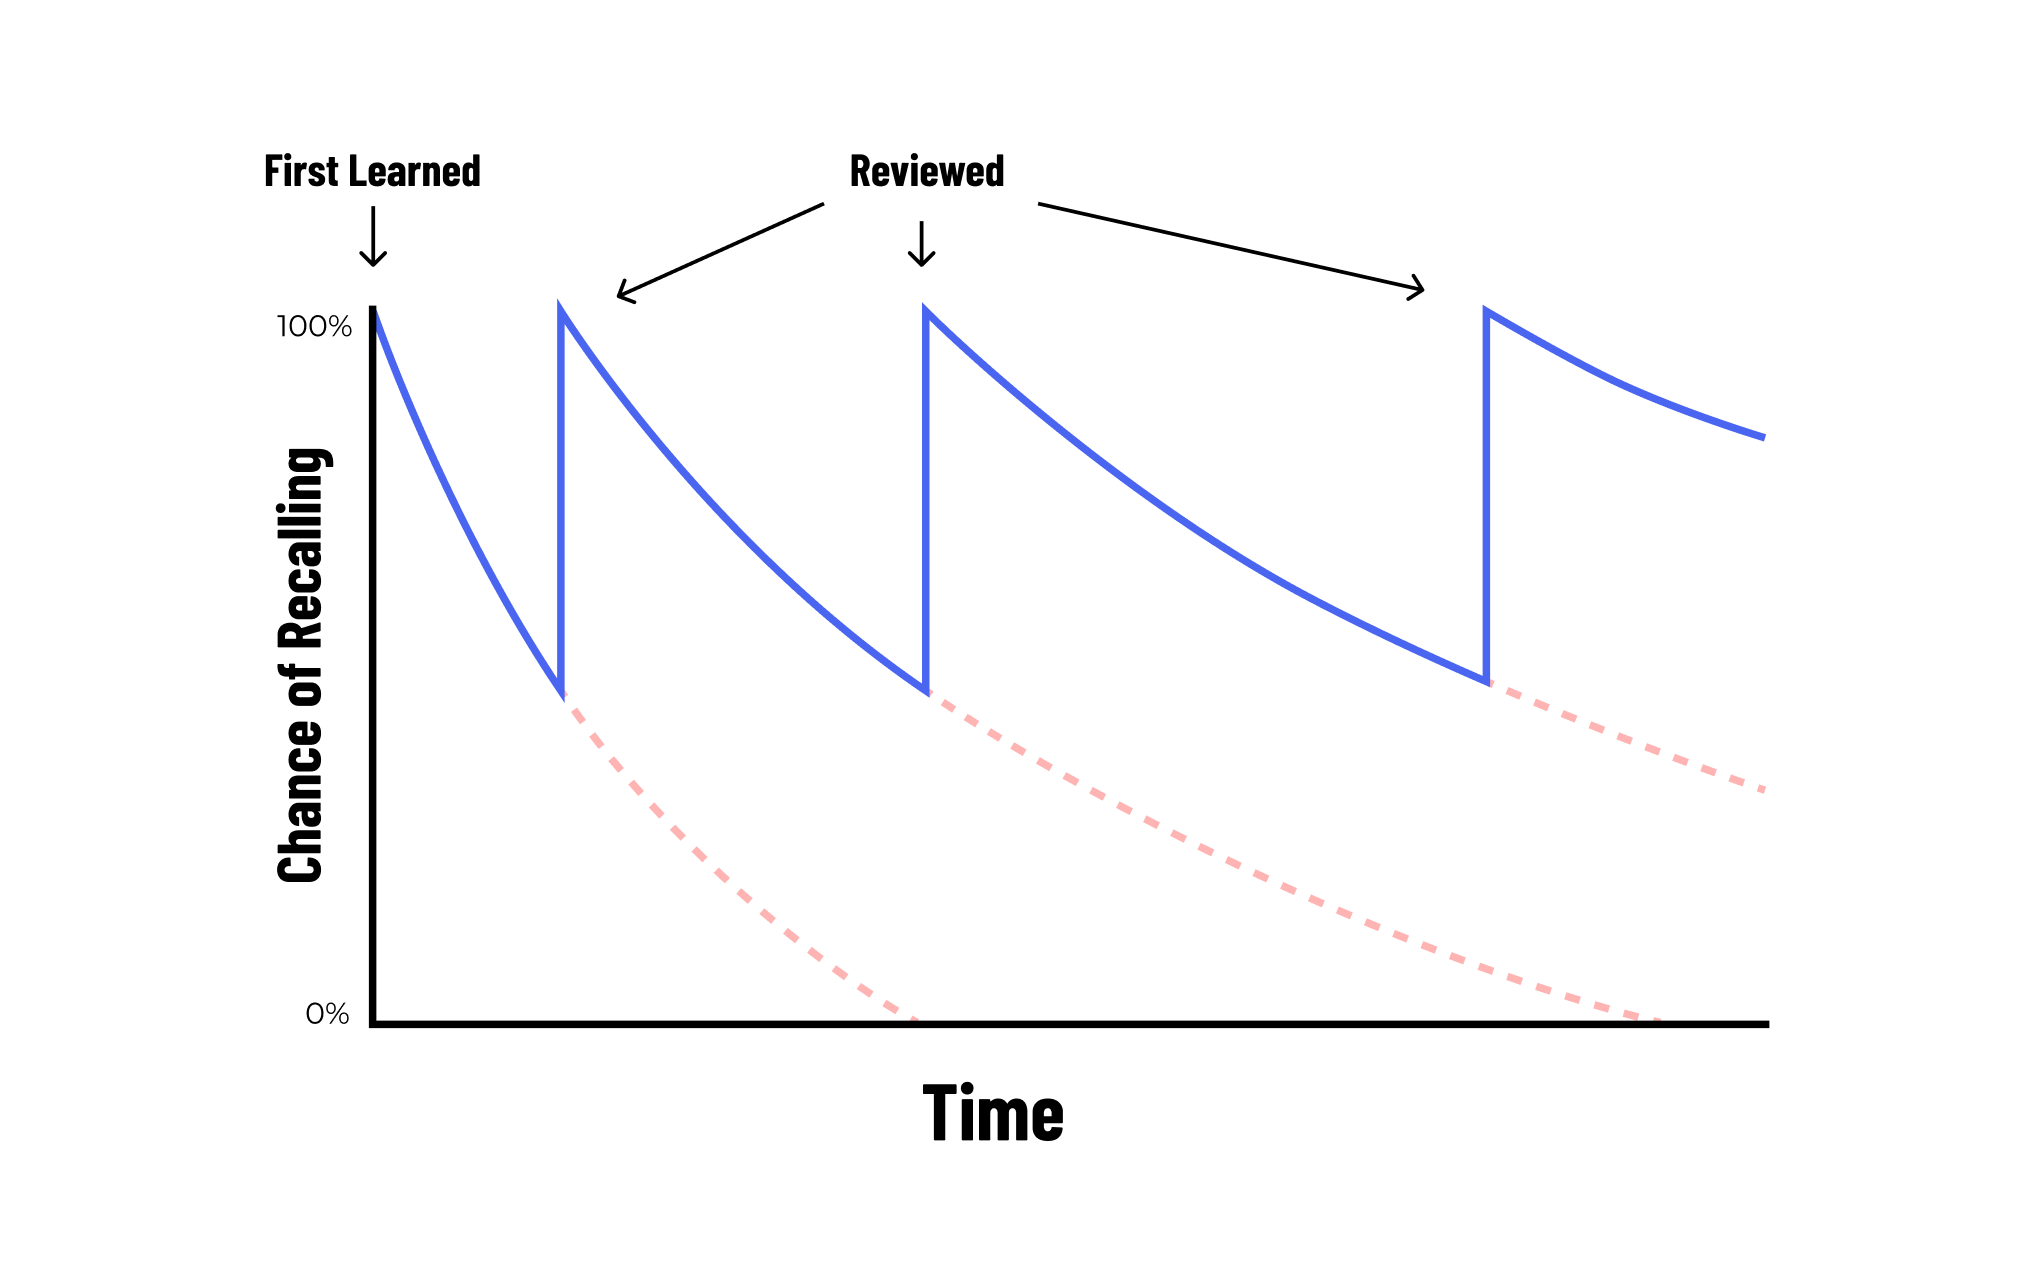 First Learned
Reviewed
100%
Chance of Recalling
0%
Time